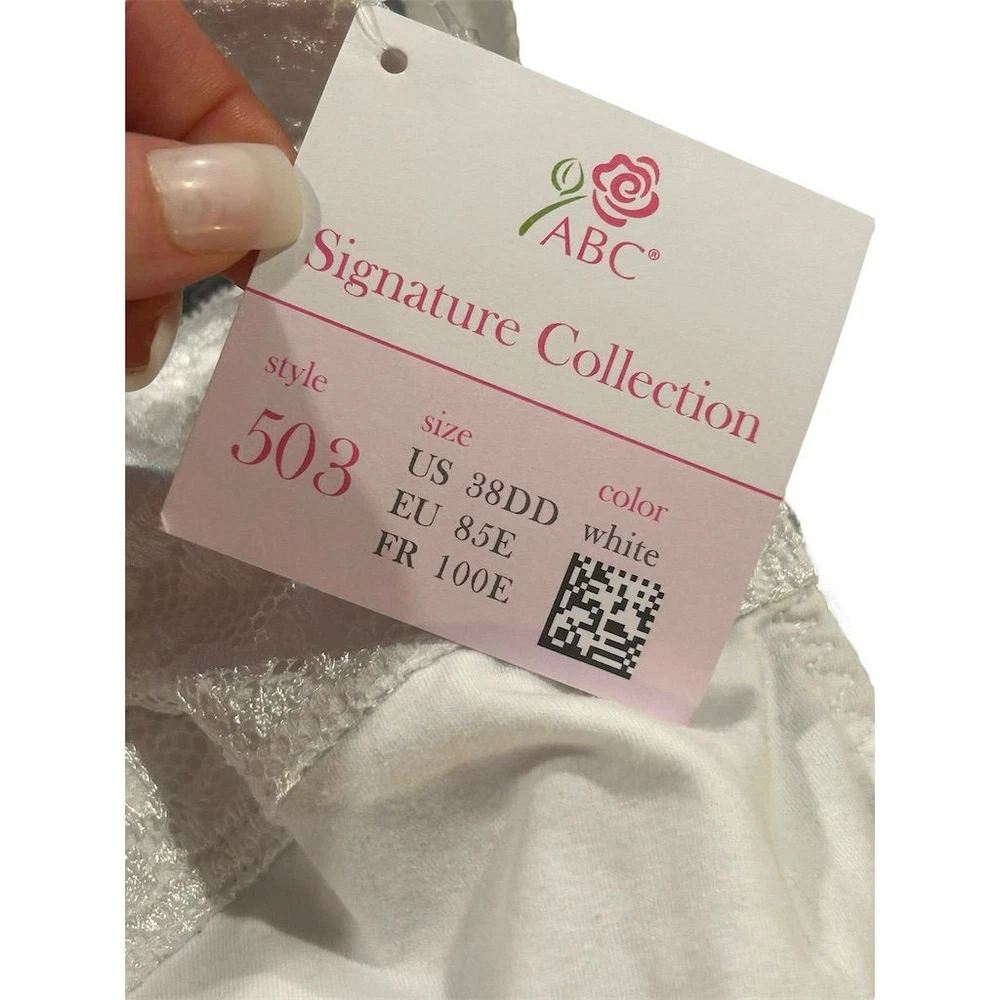 ABC®
Signature Collection
style
503
size
US 38DD
EU 85E
FR 100E
color
white